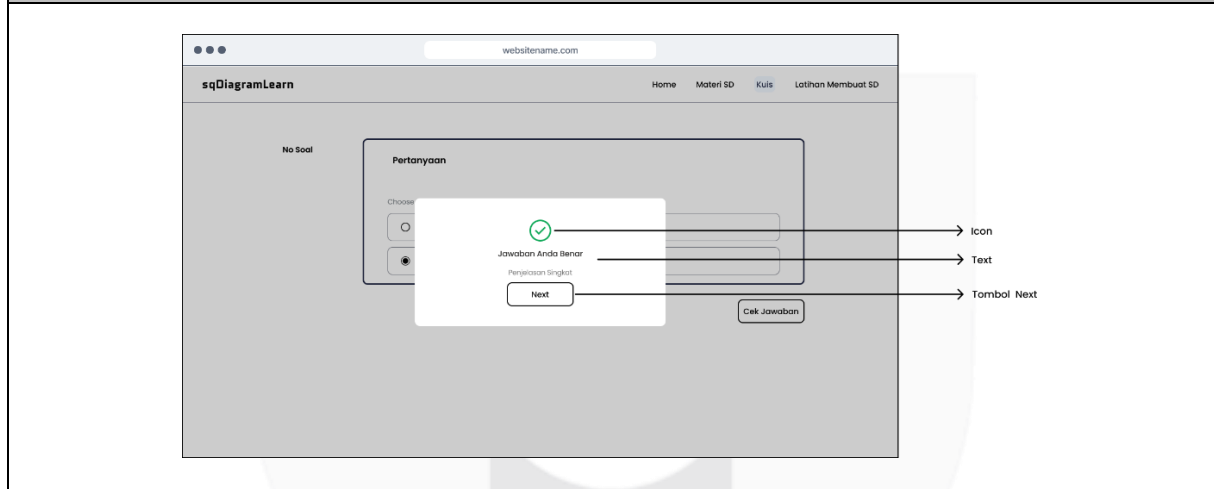 websitename.com
sqDiagramLearn Home Materi SD Kuis Latihan Membuat SD
No Soal
Pertanyaan
Choose
Jawaban Anda Benar
Penjelasan Singkat
Next
Cek Jawaban
Icon
Text
Tombol Next